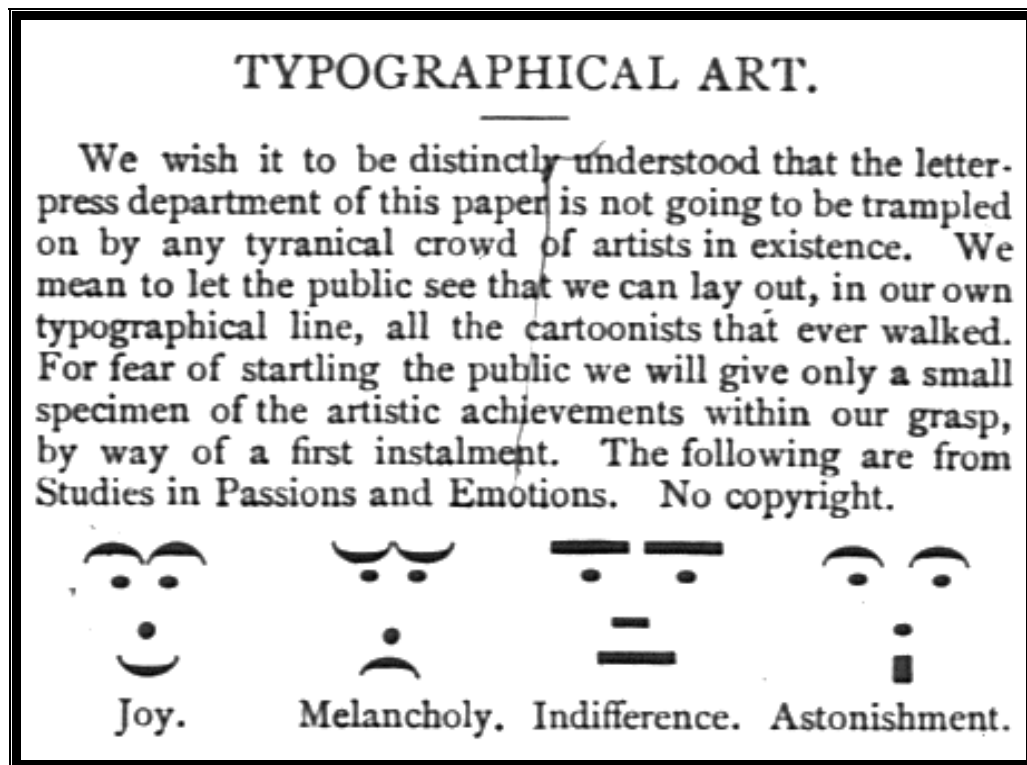 TYPOGRAPHICAL ART.
We wish it to be distinctly understood that the letter-
press department of this paper is not going to be trampled
on by any tyranical crowd of artists in existence. We
mean to let the public see that we can lay out, in our own
typographical line, all the cartoonists that ever walked.
For fear of startling the public we will give only a small
specimen of the artistic achievements within our grasp,
by way of a first instalment. The following are from
Studies in Passions and Emotions. No copyright.
Joy. Melancholy. Indifference. Astonishment.